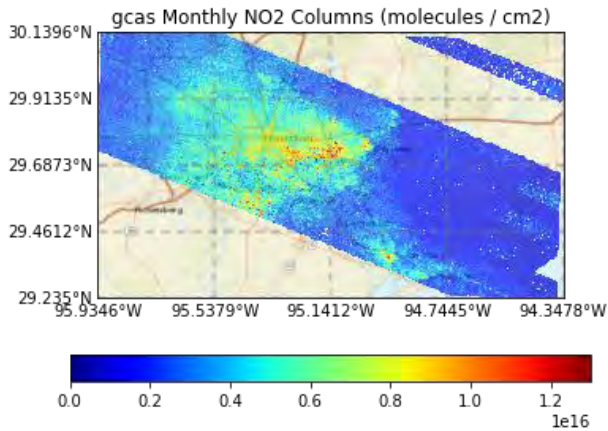 gcas Monthly NO2 Columns (molecules / cm2)
30.1396°N
29.9135°N
29.6873°N
29.4612°N
29.235°N
95.9346°W 95.5379°W 95.1412°W 94.7445°W 94.3478°W
0.0 0.2 0.4 0.6 0.8 1.0 1.2
1e16